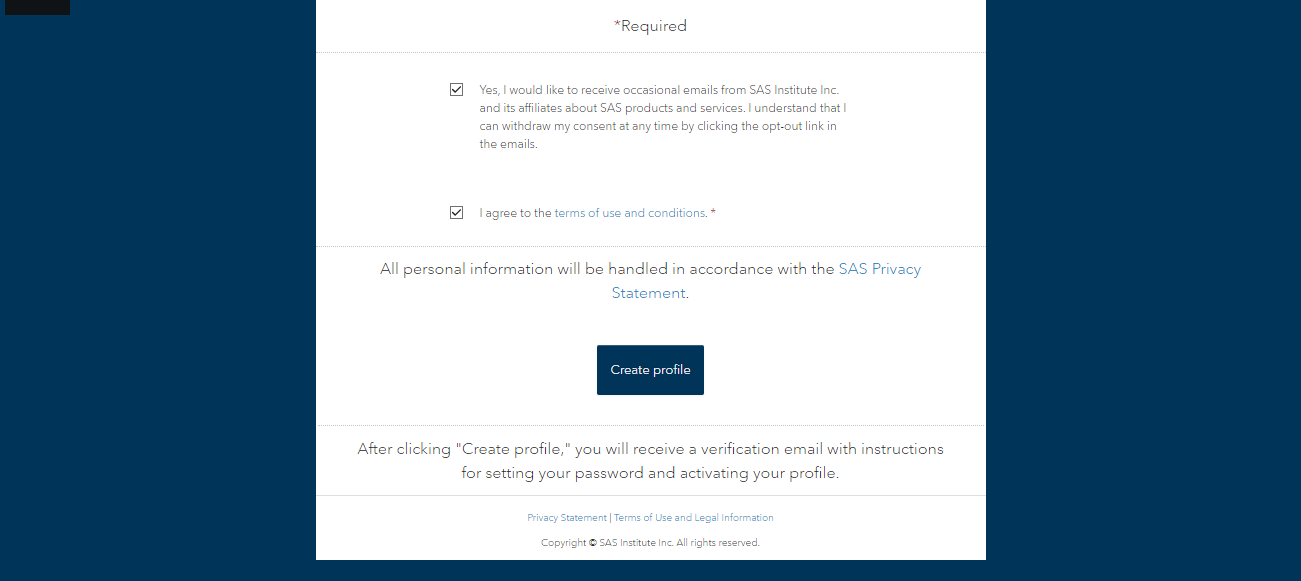 *Required
Yes, I would like to receive occasional emails from SAS Institute Inc.
and its affiliates about SAS products and services. I understand that I
can withdraw my consent at any time by clicking the opt-out link in
the emails.
I agree to the terms of use and conditions. *
All personal information will be handled in accordance with the SAS Privacy
Statement.
Create profile
After clicking "Create profile," you will receive a verification email with instructions
for setting your password and activating your profile.
Privacy Statement | Terms of Use and Legal Information
Copyright © SAS Institute Inc. All rights reserved.